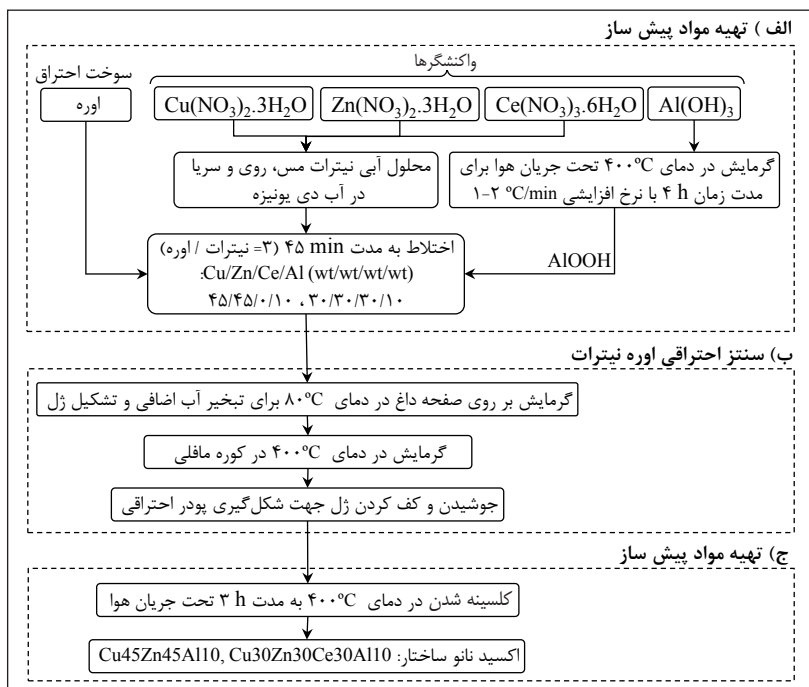 الف) تهیه مواد پیش ساز
واکنشگرها
سوخت احتراق
اوره
Cu(NO₃)₂.3H₂O
Zn(NO₃)₂.3H₂O
Ce(NO₃)₃.6H₂O
Al(OH)₃
محلول آبی نیترات مس، روی و سریا
در آب دی یونیزه
گرمایش در دمای ۴۰۰°C تحت جریان هوا برای
مدت زمان ۴ h با نرخ افزایشی ۱-۲ °C/min
اختلاط به مدت ۴۵ min (۳= نیترات / اوره)
Cu/Zn/Ce/Al (wt/wt/wt/wt):
۴۵/۴۵/۰/۱۰ ، ۳۰/۳۰/۳۰/۱۰
AlOOH
ب) سنتز احتراقی اوره نیترات
گرمایش بر روی صفحه داغ در دمای ۸۰°C برای تبخیر آب اضافی و تشکیل ژل
گرمایش در دمای ۴۰۰°C در کوره مافلی
جوشیدن و کف کردن ژل جهت شکل‌گیری پودر احتراقی
ج) تهیه مواد پیش ساز
کلسینه شدن در دمای ۴۰۰°C به مدت ۳ h تحت جریان هوا
اکسید نانو ساختار: Cu45Zn45Al10, Cu30Zn30Ce30Al10